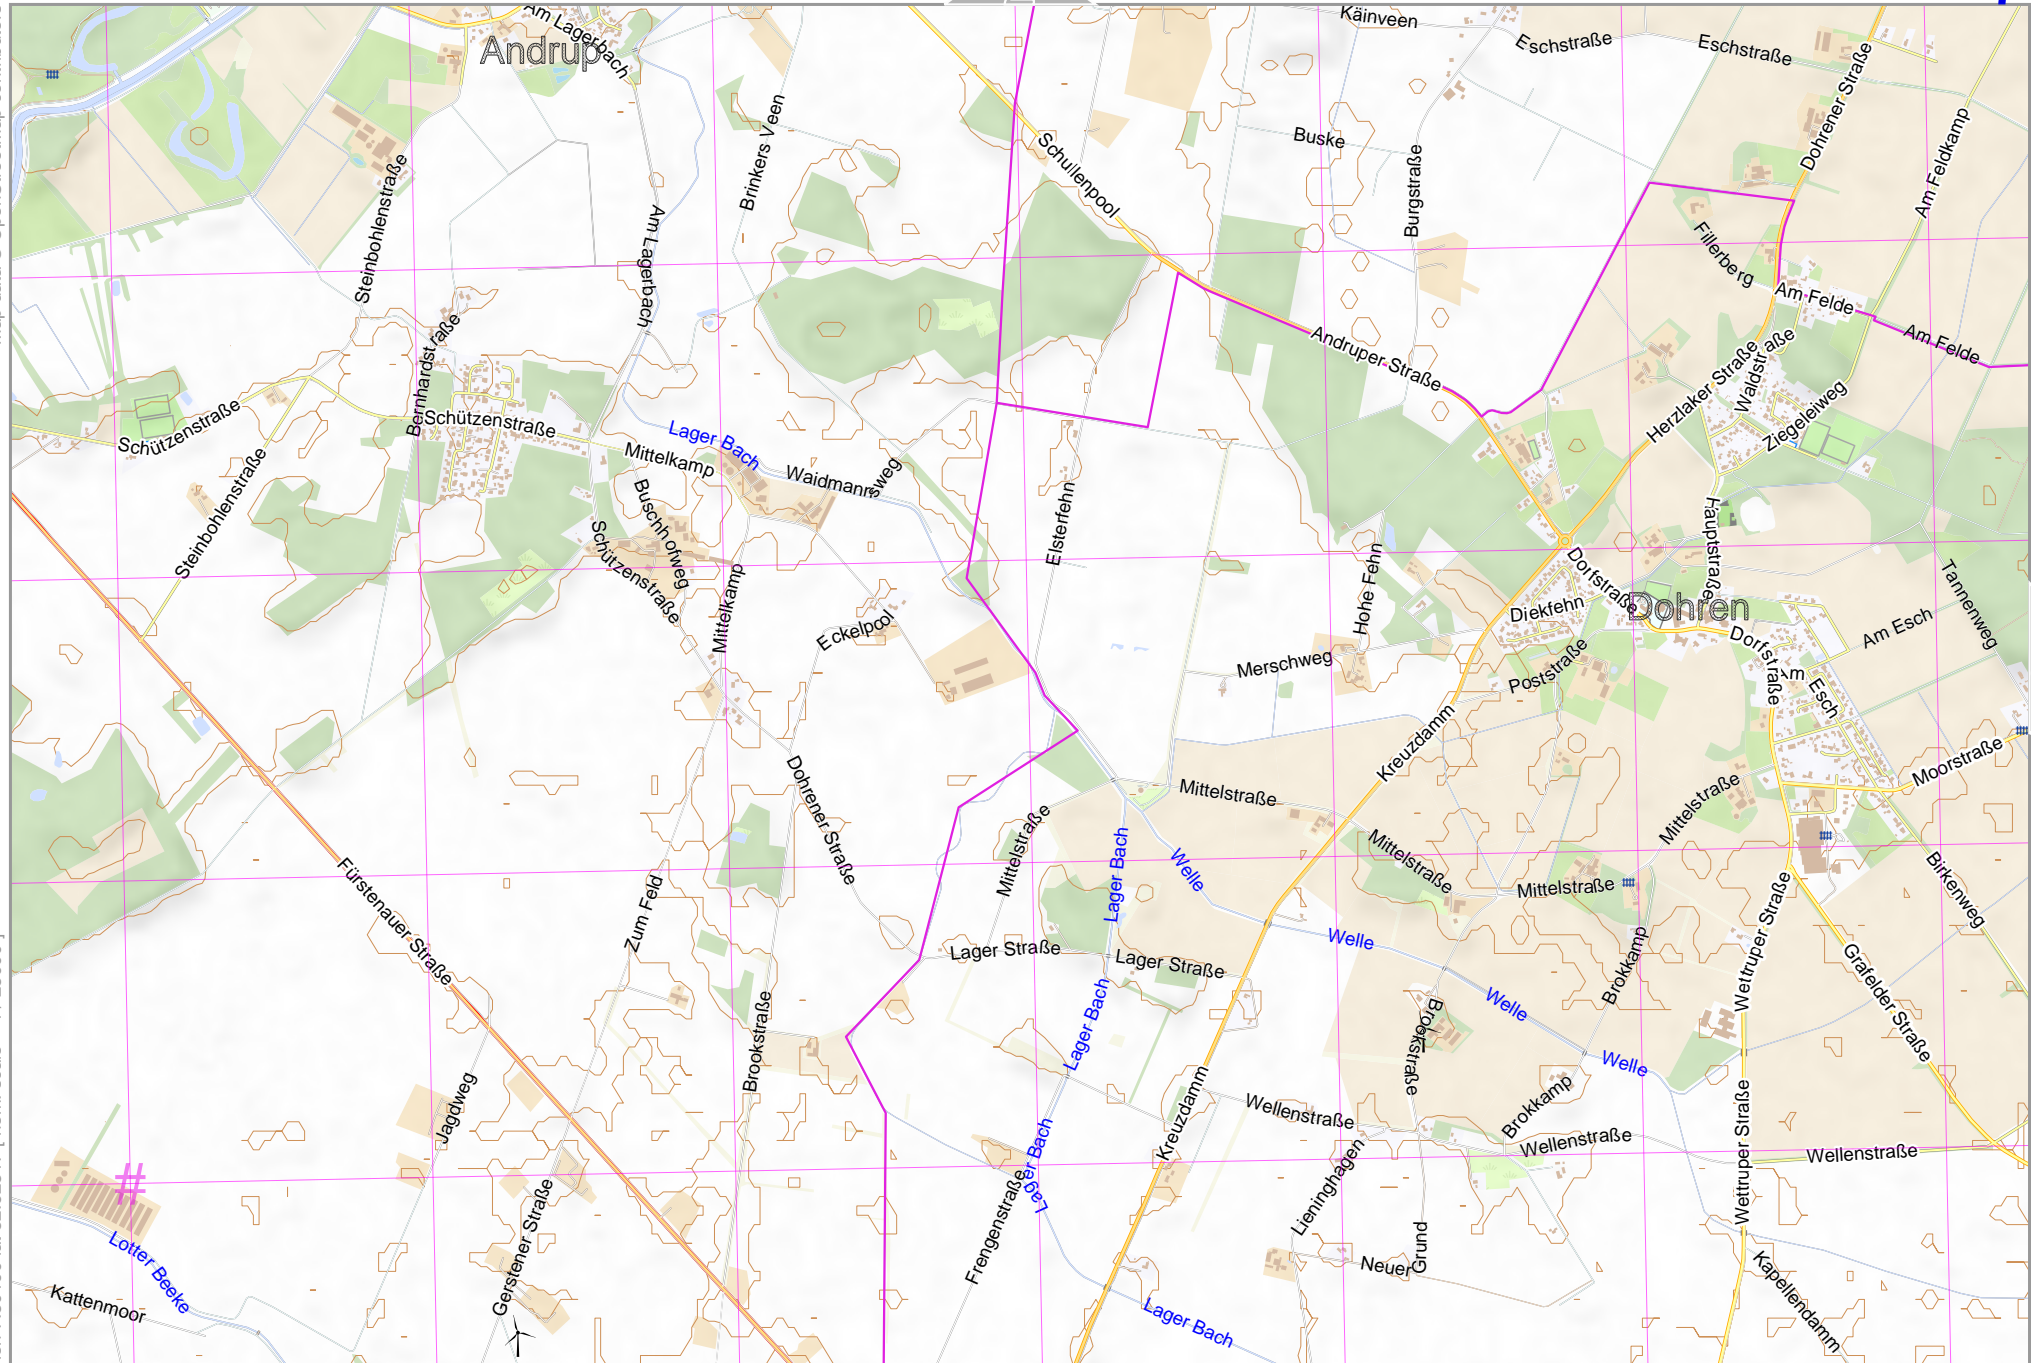 Am Lagerbach
Andrup
Käinveen
Eschstraße
Eschstraße
Dohrener Straße
Am Feldkamp
Brinkers Veen
Schullenpool
Buske
Burgstraße
Steinbohlenstraße
Am Lagerbach
Fillerberg
Am Felde
Am Felde
Bernhardstraße
Andruper Straße
Herzlaker Straße
Waldstraße
Ziegeleiweg
Schützenstraße
Schützenstraße
Lager Bach
Mittelkamp
Waidmannsweg
Steinbohlenstraße
Buschhofweg
Schützenstraße
Mittelkamp
Elsterfehn
Hauptstraße
Hohe Fehn
Dorfstraße
Diekfehn
Dohren
Tannenweg
Am Esch
Eckelpool
Merschweg
Poststraße
Dorfstraße
Am Esch
Kreuzdamm
Moorstraße
Dohrener Straße
Mittelstraße
Mittelstraße
Mittelstraße
Mittelstraße
Mittelstraße
Lager Bach
Welle
Birkenweg
Fürstenauer Straße
Zum Feld
Wettruper Straße
Lager Straße
Lager Straße
Welle
Brokkamp
Grafelder Straße
Brookstraße
Lager Bach
Welle
Brookstraße
Welle
Jagdweg
Kreuzdamm
Wellenstraße
Brokkamp
Wellenstraße
Wettruper Straße
Wellenstraße
Lager Bach
Lieninghagen
#
Gerstener Straße
Frengenstraße
Lotter Beeke
Neuer Grund
Kapellendamm
Kattenmoor
Lager Bach